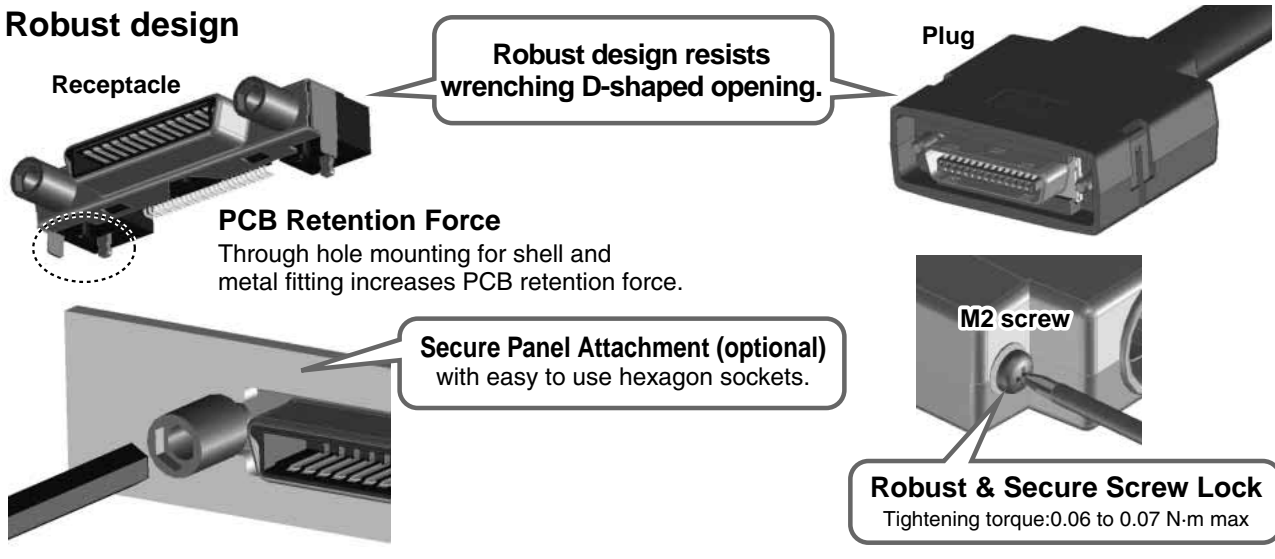 Robust design
Receptacle
Robust design resists
wrenching D-shaped opening.
Plug
PCB Retention Force
Through hole mounting for shell and
metal fitting increases PCB retention force.
Secure Panel Attachment (optional)
with easy to use hexagon sockets.
M2 screw
Robust & Secure Screw Lock
Tightening torque:0.06 to 0.07 N·m max